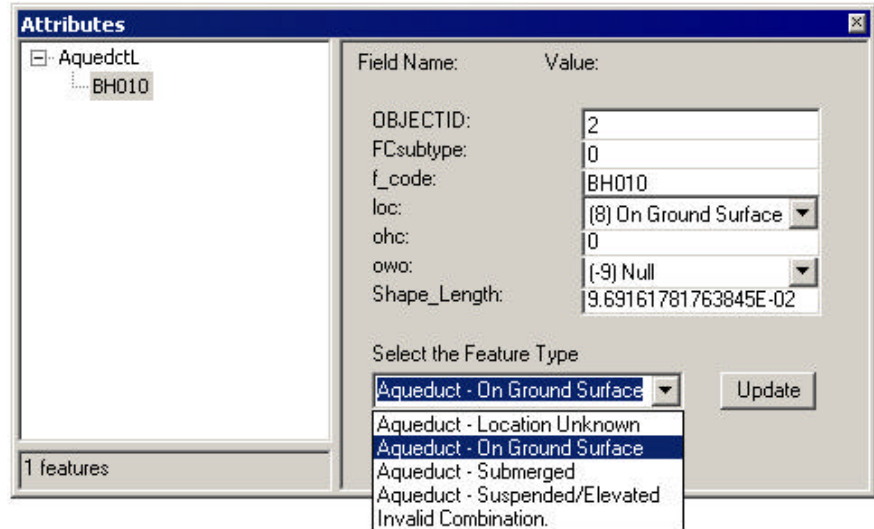 Attributes
AquedctL
BH010
1 features
Field Name: Value:
OBJECTID: 2
FCsubtype: 0
f_code: BH010
loc: (8) On Ground Surface
ohc: 0
owo: (-9) Null
Shape_Length: 9.69161781763845E-02
Select the Feature Type
Aqueduct - On Ground Surface Update
Aqueduct - Location Unknown
Aqueduct - On Ground Surface
Aqueduct - Submerged
Aqueduct - Suspended/Elevated
Invalid Combination.